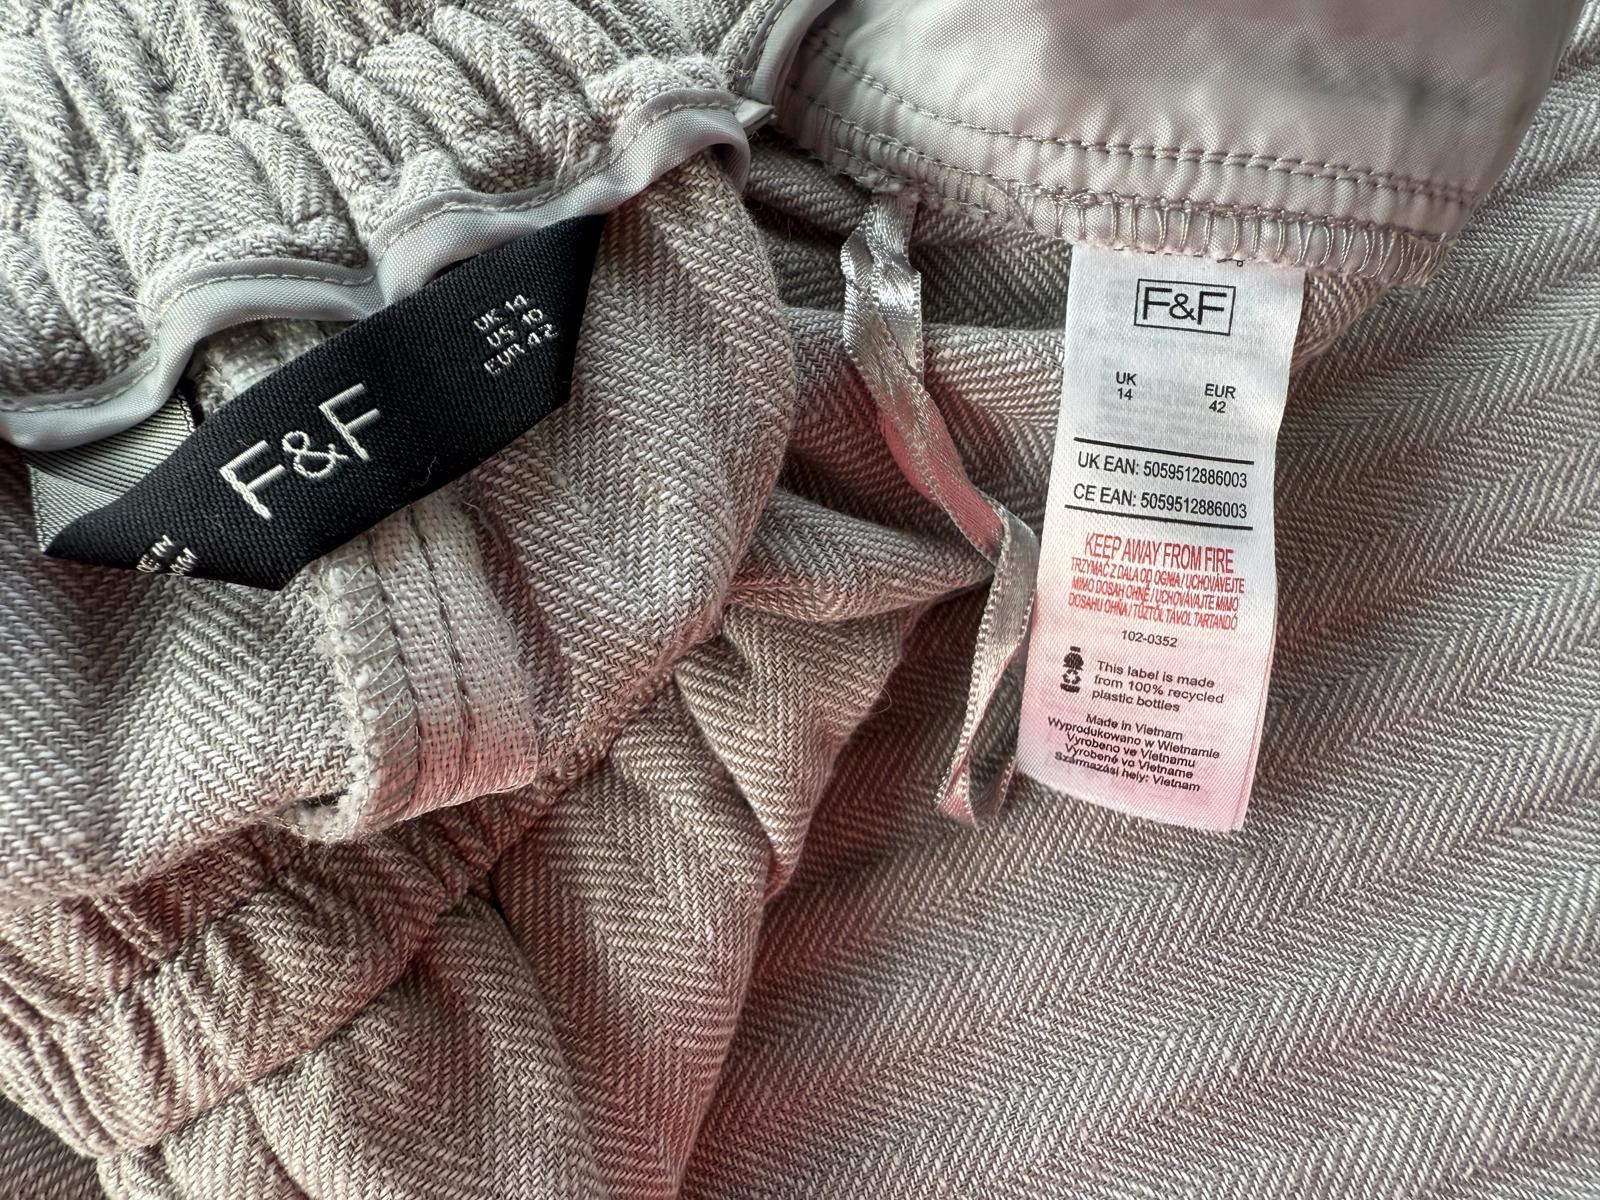 UK 14
US 10
EUR 42
F&F
F&F
UK
14
EUR
42
UK EAN: 5059512886003
CE EAN: 5059512886003
KEEP AWAY FROM FIRE
TRZYMAĆ Z DALA OD OGNIA / UCHOVÁVEJTE
MIMO DOSAH OHNĚ / UCHOVÁVAJTE MIMO
DOSAHU OHŇA / TŰZTŐL TÁVOL TARTANDÓ
102-0352
This label is made
from 100% recycled
plastic bottles
Made in Vietnam
Wyprodukowano w Wietnamie
Vyrobeno ve Vietnamu
Vyrobené vo Vietname
Származási hely: Vietnam